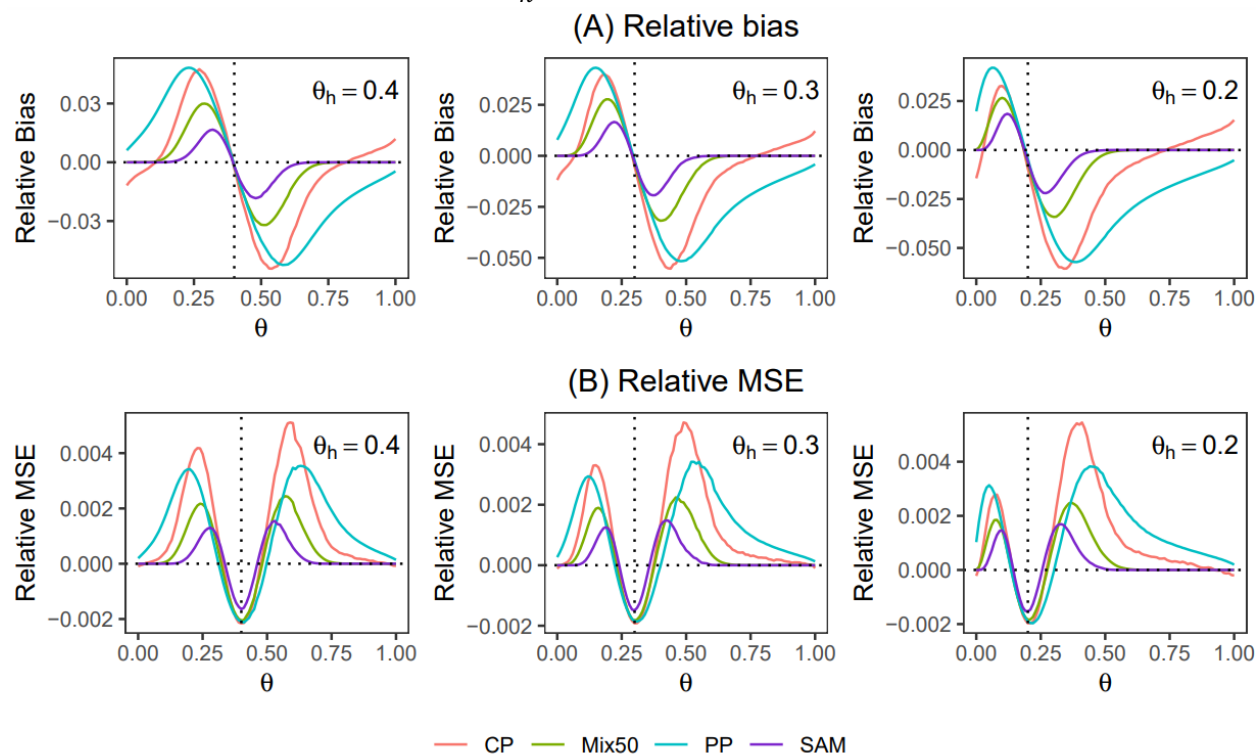 (A) Relative bias
Relative Bias
0.03
0.00
−0.03
θh = 0.4
0.00 0.25 0.50 0.75 1.00
θ
Relative Bias
0.025
0.000
−0.025
−0.050
θh = 0.3
0.00 0.25 0.50 0.75 1.00
θ
Relative Bias
0.025
0.000
−0.025
−0.050
θh = 0.2
0.00 0.25 0.50 0.75 1.00
θ
(B) Relative MSE
Relative MSE
0.004
0.002
0.000
−0.002
θh = 0.4
0.00 0.25 0.50 0.75 1.00
θ
Relative MSE
0.004
0.002
0.000
−0.002
θh = 0.3
0.00 0.25 0.50 0.75 1.00
θ
Relative MSE
0.004
0.002
0.000
−0.002
θh = 0.2
0.00 0.25 0.50 0.75 1.00
θ
CP Mix50 PP SAM